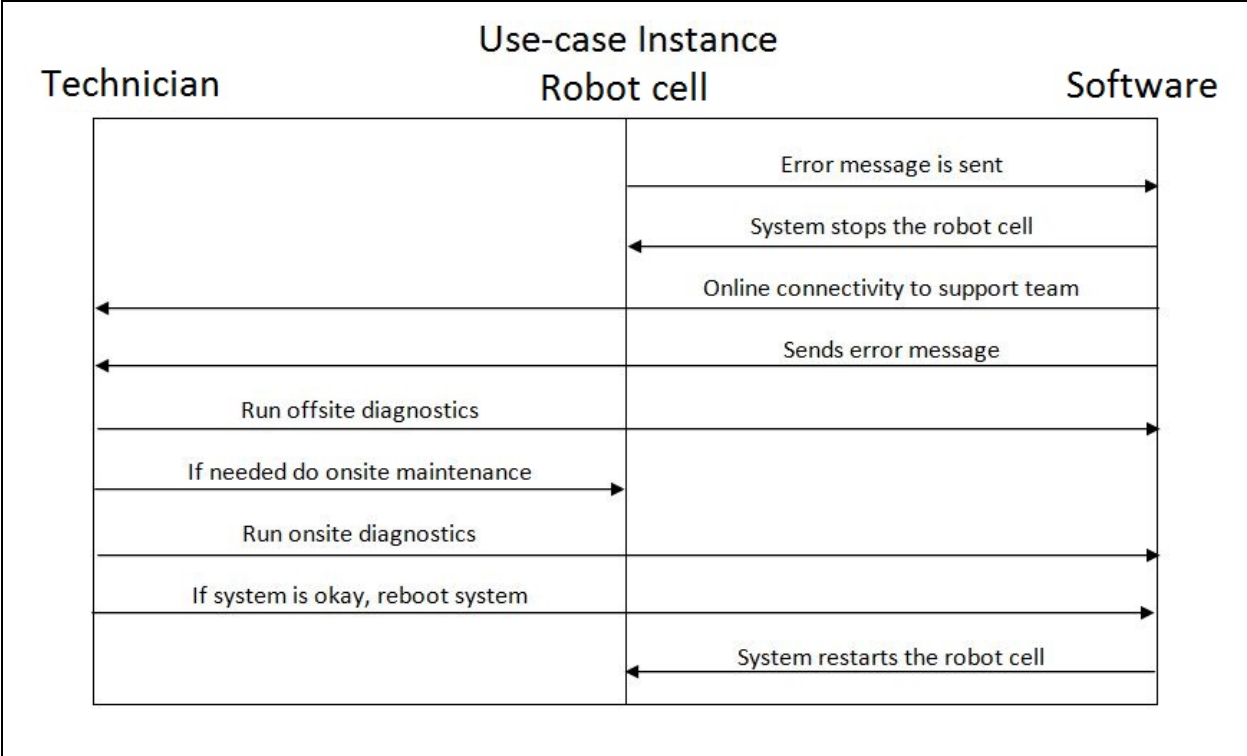 Use-case Instance
Technician
Robot cell
Software
Error message is sent
System stops the robot cell
Online connectivity to support team
Sends error message
Run offsite diagnostics
If needed do onsite maintenance
Run onsite diagnostics
If system is okay, reboot system
System restarts the robot cell